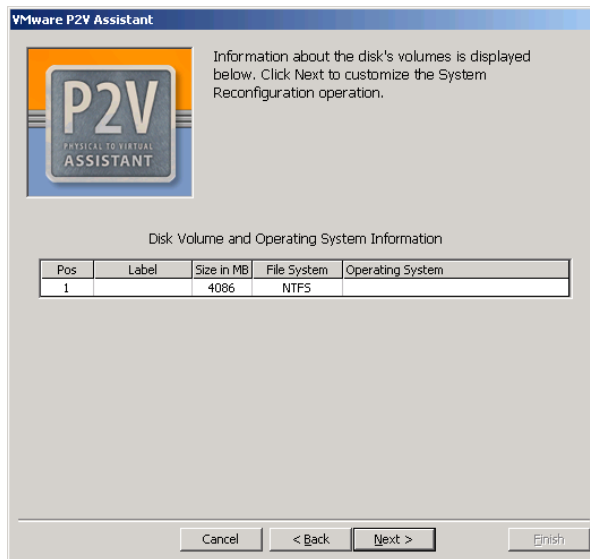 VMware P2V Assistant
Information about the disk's volumes is displayed
below. Click Next to customize the System
Reconfiguration operation.
P2V
PHYSICAL TO VIRTUAL
ASSISTANT
Disk Volume and Operating System Information
Pos Label Size in MB File System Operating System
1 4086 NTFS
Cancel < Back Next > Finish